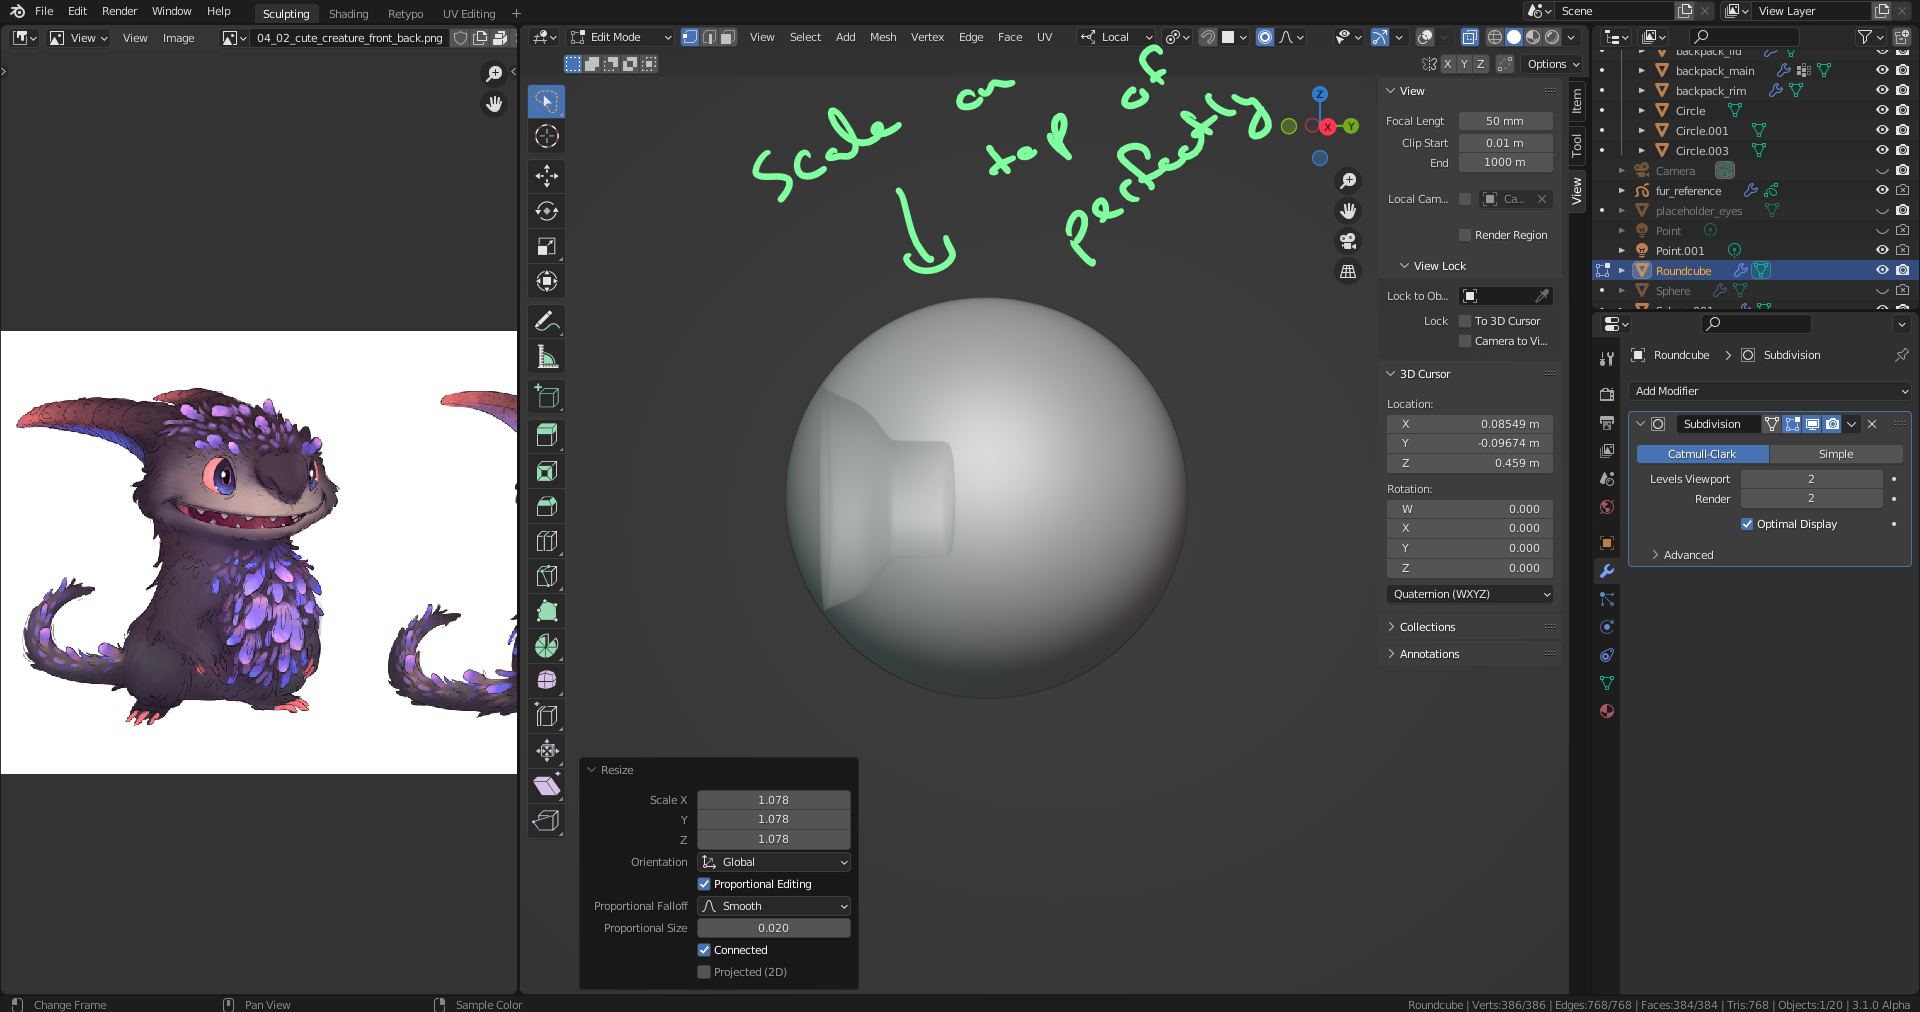 File Edit Render Window Help
Sculpting Shading Retypo UV Editing +
Scene
View Layer
View View Image 04_02_cute_creature_front_back.png
Edit Mode View Select Add Mesh Vertex Edge Face UV Local
X Y Z Options
Scale on top of perfectly
Z
X
Y
Item
Tool
View
View
Focal Lengt 50 mm
Clip Start 0.01 m
End 1000 m
Local Cam... Ca...
Render Region
View Lock
Lock to Ob...
Lock To 3D Cursor
Camera to Vi...
3D Cursor
Location:
X 0.08549 m
Y -0.09674 m
Z 0.459 m
Rotation:
W 0.000
X 0.000
Y 0.000
Z 0.000
Quaternion (WXYZ)
Collections
Annotations
backpack_lid
backpack_main
backpack_rim
Circle
Circle.001
Circle.003
Camera
fur_reference
placeholder_eyes
Point
Point.001
Roundcube
Sphere
Roundcube > Subdivision
Add Modifier
Subdivision
Catmull-Clark Simple
Levels Viewport 2
Render 2
Optimal Display
Advanced
Resize
Scale X 1.078
Y 1.078
Z 1.078
Orientation Global
Proportional Editing
Proportional Falloff Smooth
Proportional Size 0.020
Connected
Projected (2D)
Change Frame Pan View Sample Color
Roundcube | Verts:386/386 | Edges:768/768 | Faces:384/384 | Tris:768 | Objects:1/20 | 3.1.0 Alpha